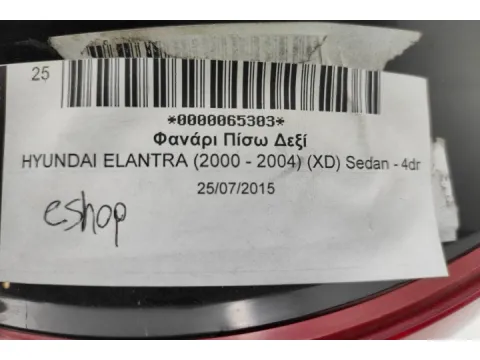 25
*0000065303*
Φανάρι Πίσω Δεξί
HYUNDAI ELANTRA (2000 - 2004) (XD) Sedan - 4dr
25/07/2015
eshop